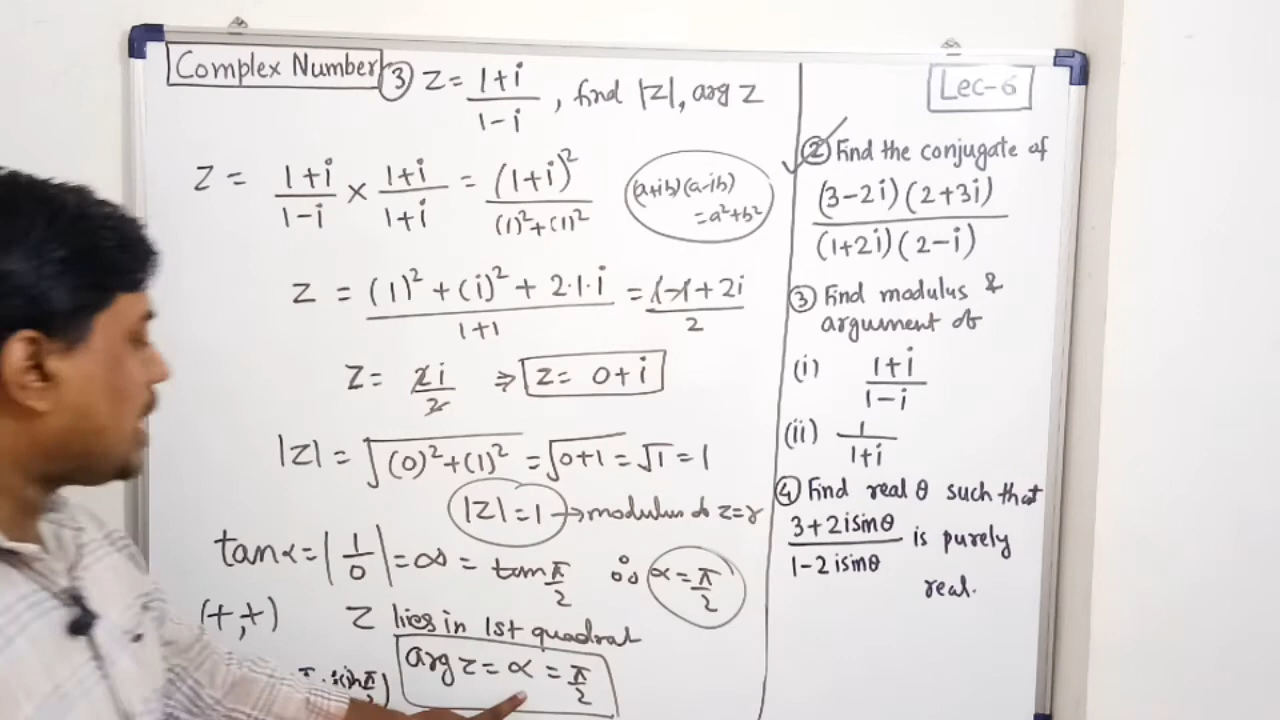 Complex Number
③ Z = 1+i / 1-i , find |Z|, arg Z
Z = 1+i / 1-i × 1+i / 1+i = (1+i)² / (1)²+(1)²
(a+ib)(a-ib)
=a²+b²
Z = (1)² + (i)² + 2·1·i / 1+1 = 1-1+2i / 2
Z = 2i / 2 ⇒ Z = 0+i
|Z| = √(0)²+(1)² = √0+1 = √1 = 1
|Z| = 1 → modulus of Z = r
tanα = |1/0| = ∞ = tan π/2 ∴ α = π/2
(+,+) Z lies in 1st quadrat
arg z = α = π/2
Lec-6
② Find the conjugate of
(3-2i)(2+3i)
(1+2i)(2-i)
③ Find modulus &
argument of
(i) 1+i / 1-i
(ii) 1 / 1+i
④ Find real θ such that
3+2isinθ / 1-2isinθ is purely
real.